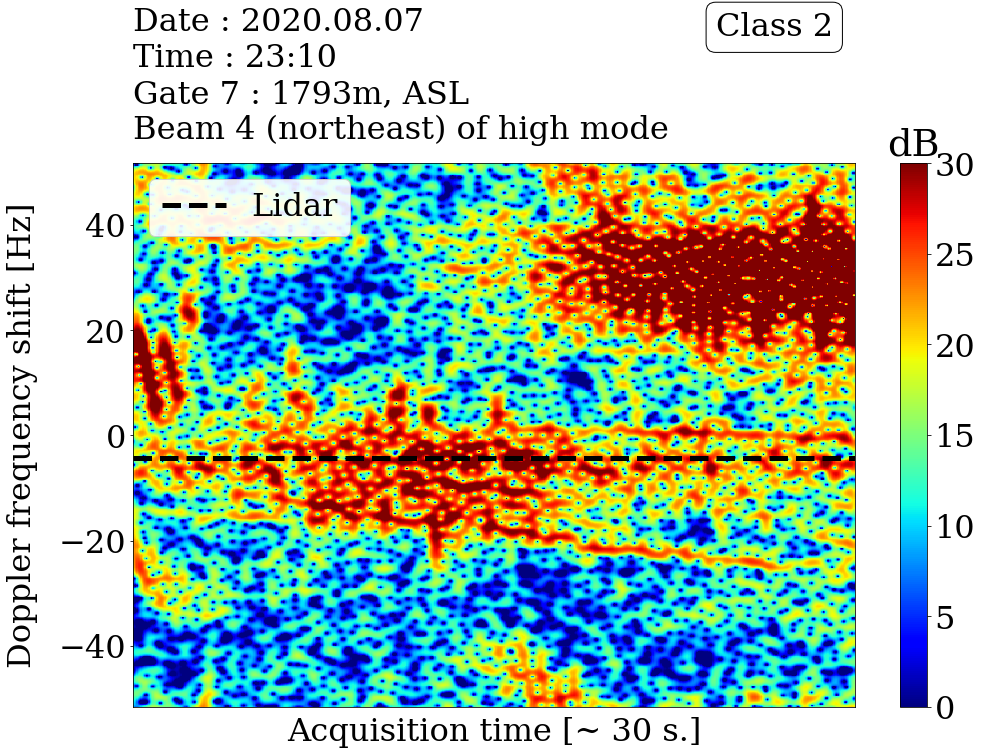 Date : 2020.08.07
Time : 23:10
Gate 7 : 1793m, ASL
Beam 4 (northeast) of high mode
Class 2
dB
Lidar
Doppler frequency shift [Hz]
40
20
0
−20
−40
30
25
20
15
10
5
0
Acquisition time [~ 30 s.]